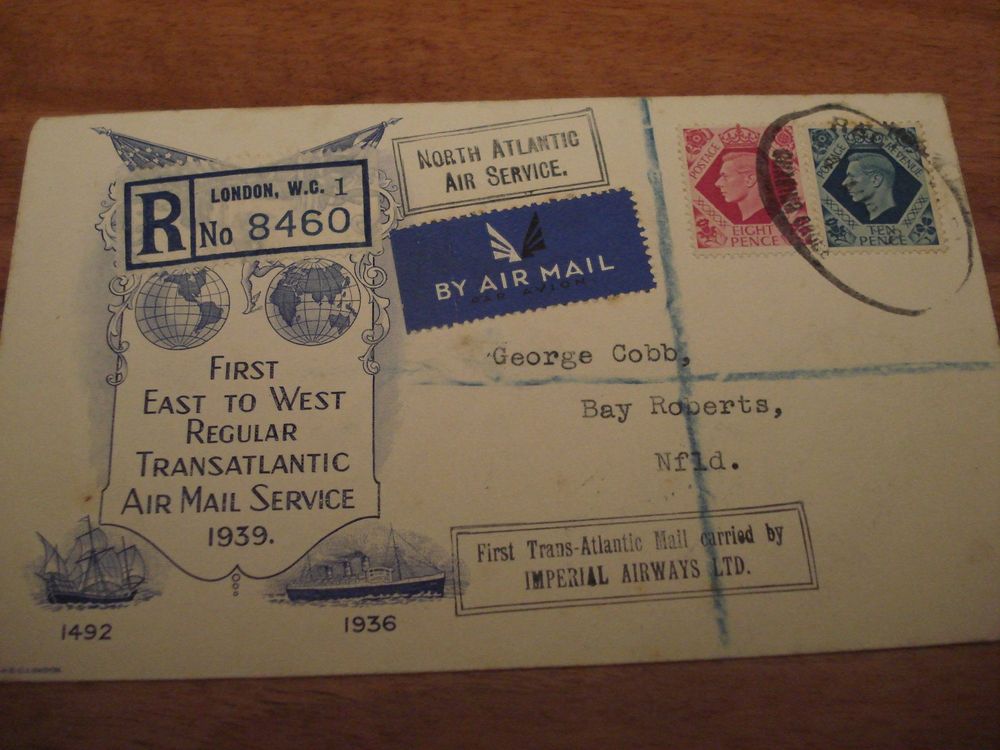 R
LONDON, W.C. 1
No 8460
NORTH ATLANTIC
AIR SERVICE.
BY AIR MAIL
PAR AVION
POSTAGE
EIGHT
PENCE
TEN
PENCE
FIRST
EAST TO WEST
REGULAR
TRANSATLANTIC
AIR MAIL SERVICE
1939.
1492
1936
George Cobb,
Bay Roberts,
Nfld.
First Trans-Atlantic Mail carried by
IMPERIAL AIRWAYS LTD.